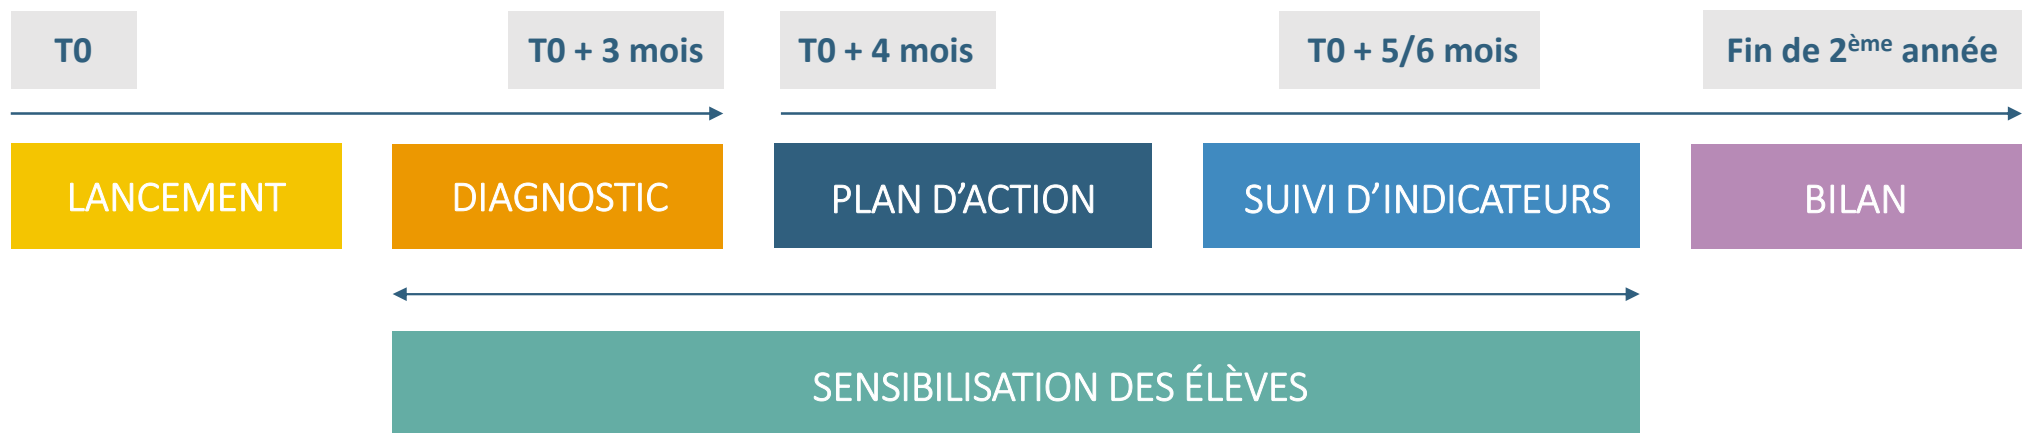 T0
T0 + 3 mois
T0 + 4 mois
T0 + 5/6 mois
Fin de 2ème année
LANCEMENT
DIAGNOSTIC
PLAN D’ACTION
SUIVI D’INDICATEURS
BILAN
SENSIBILISATION DES ÉLÈVES